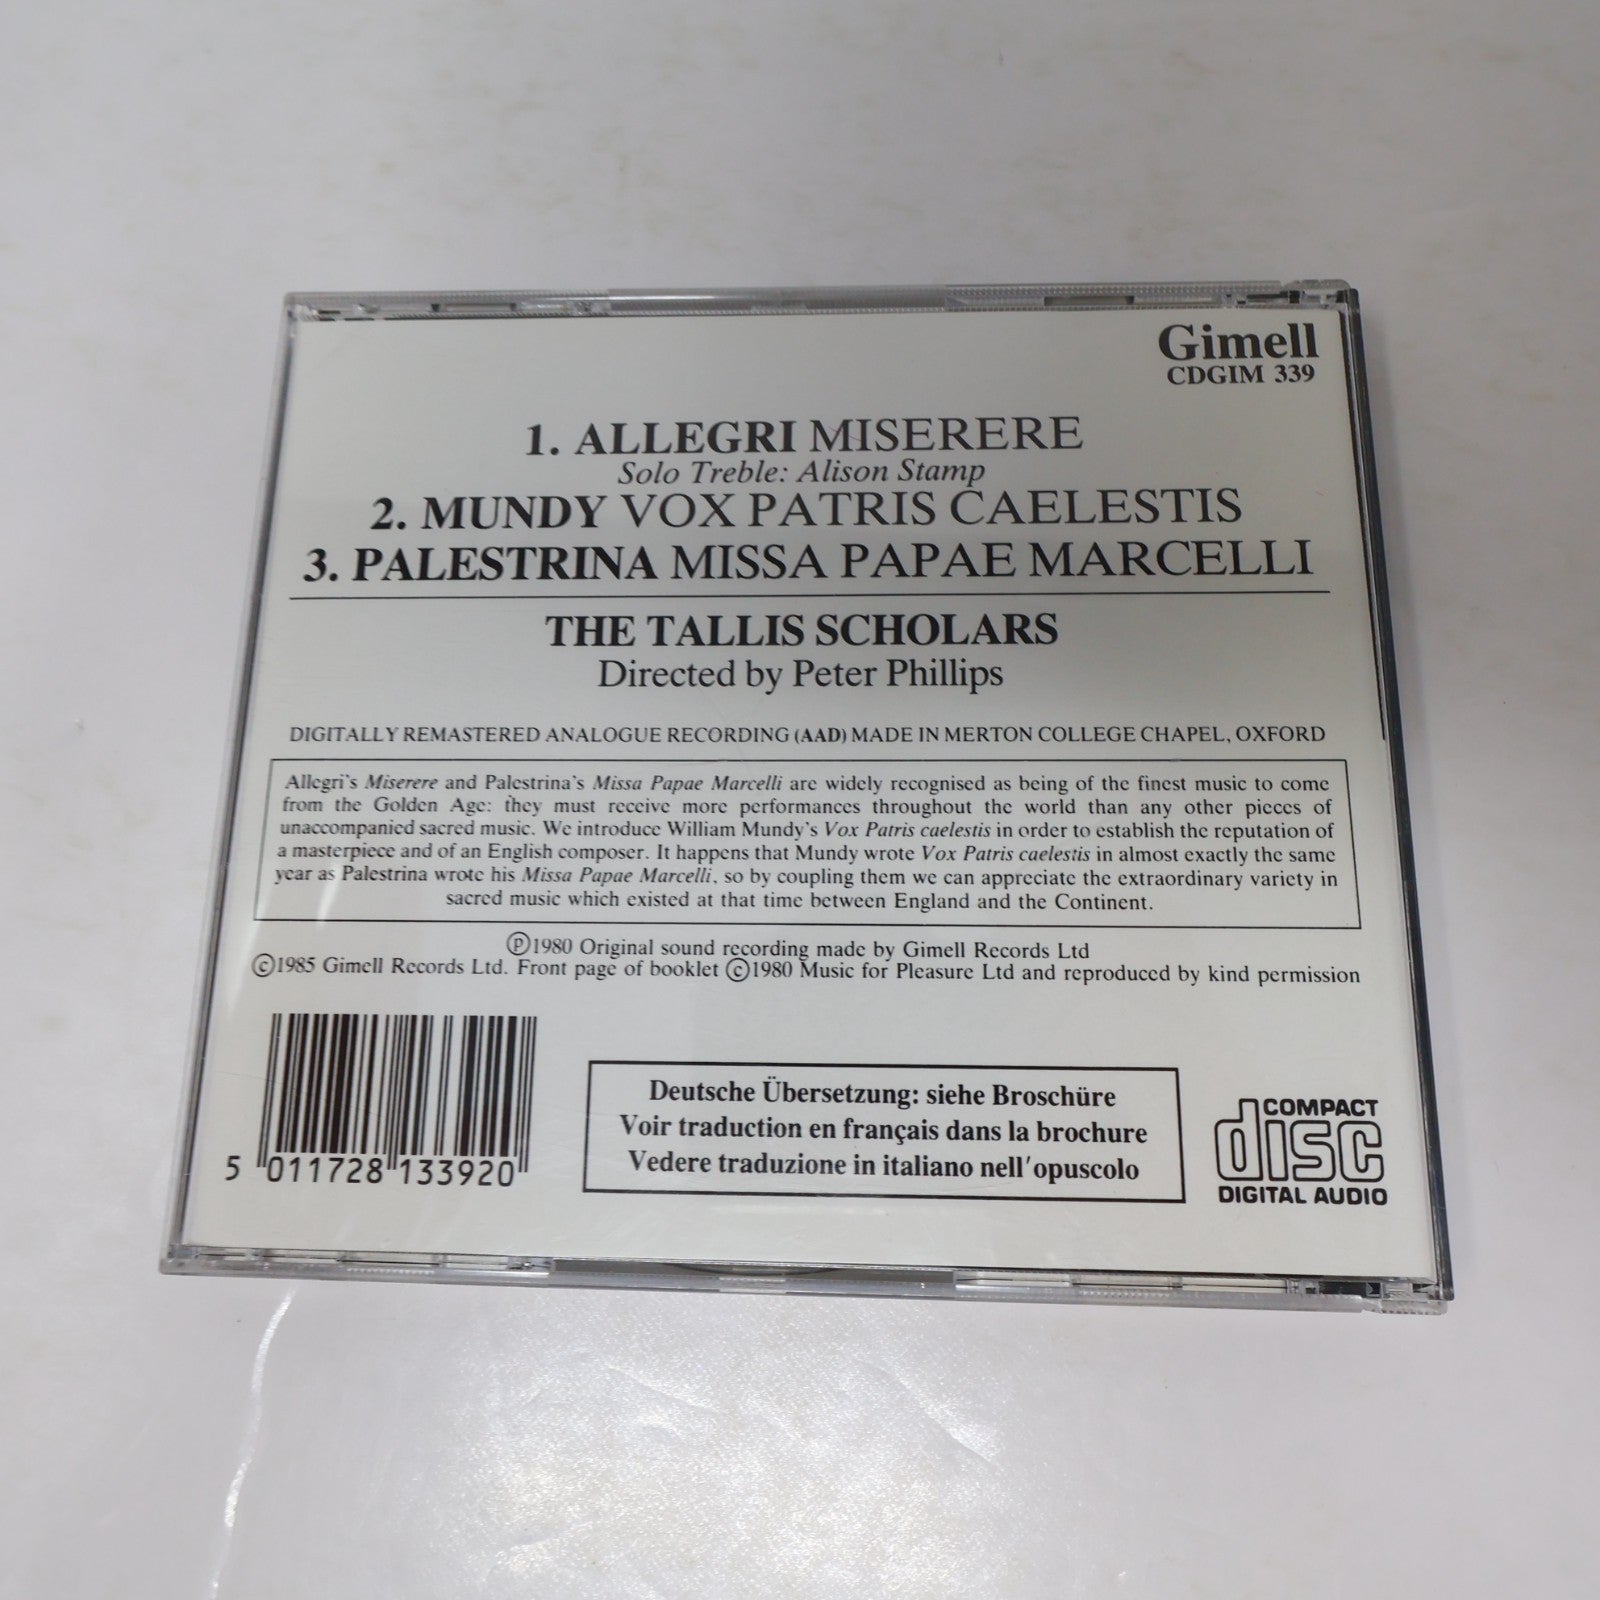 Gimell
CDGIM 339
1. ALLEGRI MISERERE
Solo Treble: Alison Stamp
2. MUNDY VOX PATRIS CAELESTIS
3. PALESTRINA MISSA PAPAE MARCELLI
THE TALLIS SCHOLARS
Directed by Peter Phillips
DIGITALLY REMASTERED ANALOGUE RECORDING (AAD) MADE IN MERTON COLLEGE CHAPEL, OXFORD
Allegri's Miserere and Palestrina's Missa Papae Marcelli are widely recognised as being of the finest music to come
from the Golden Age: they must receive more performances throughout the world than any other pieces of
unaccompanied sacred music. We introduce William Mundy's Vox Patris caelestis in order to establish the reputation of
a masterpiece and of an English composer. It happens that Mundy wrote Vox Patris caelestis in almost exactly the same
year as Palestrina wrote his Missa Papae Marcelli, so by coupling them we can appreciate the extraordinary variety in
sacred music which existed at that time between England and the Continent.
Ⓟ1980 Original sound recording made by Gimell Records Ltd
©1985 Gimell Records Ltd. Front page of booklet ©1980 Music for Pleasure Ltd and reproduced by kind permission
5 011728 133920
Deutsche Übersetzung: siehe Broschüre
Voir traduction en français dans la brochure
Vedere traduzione in italiano nell'opuscolo
COMPACT
disc
DIGITAL AUDIO